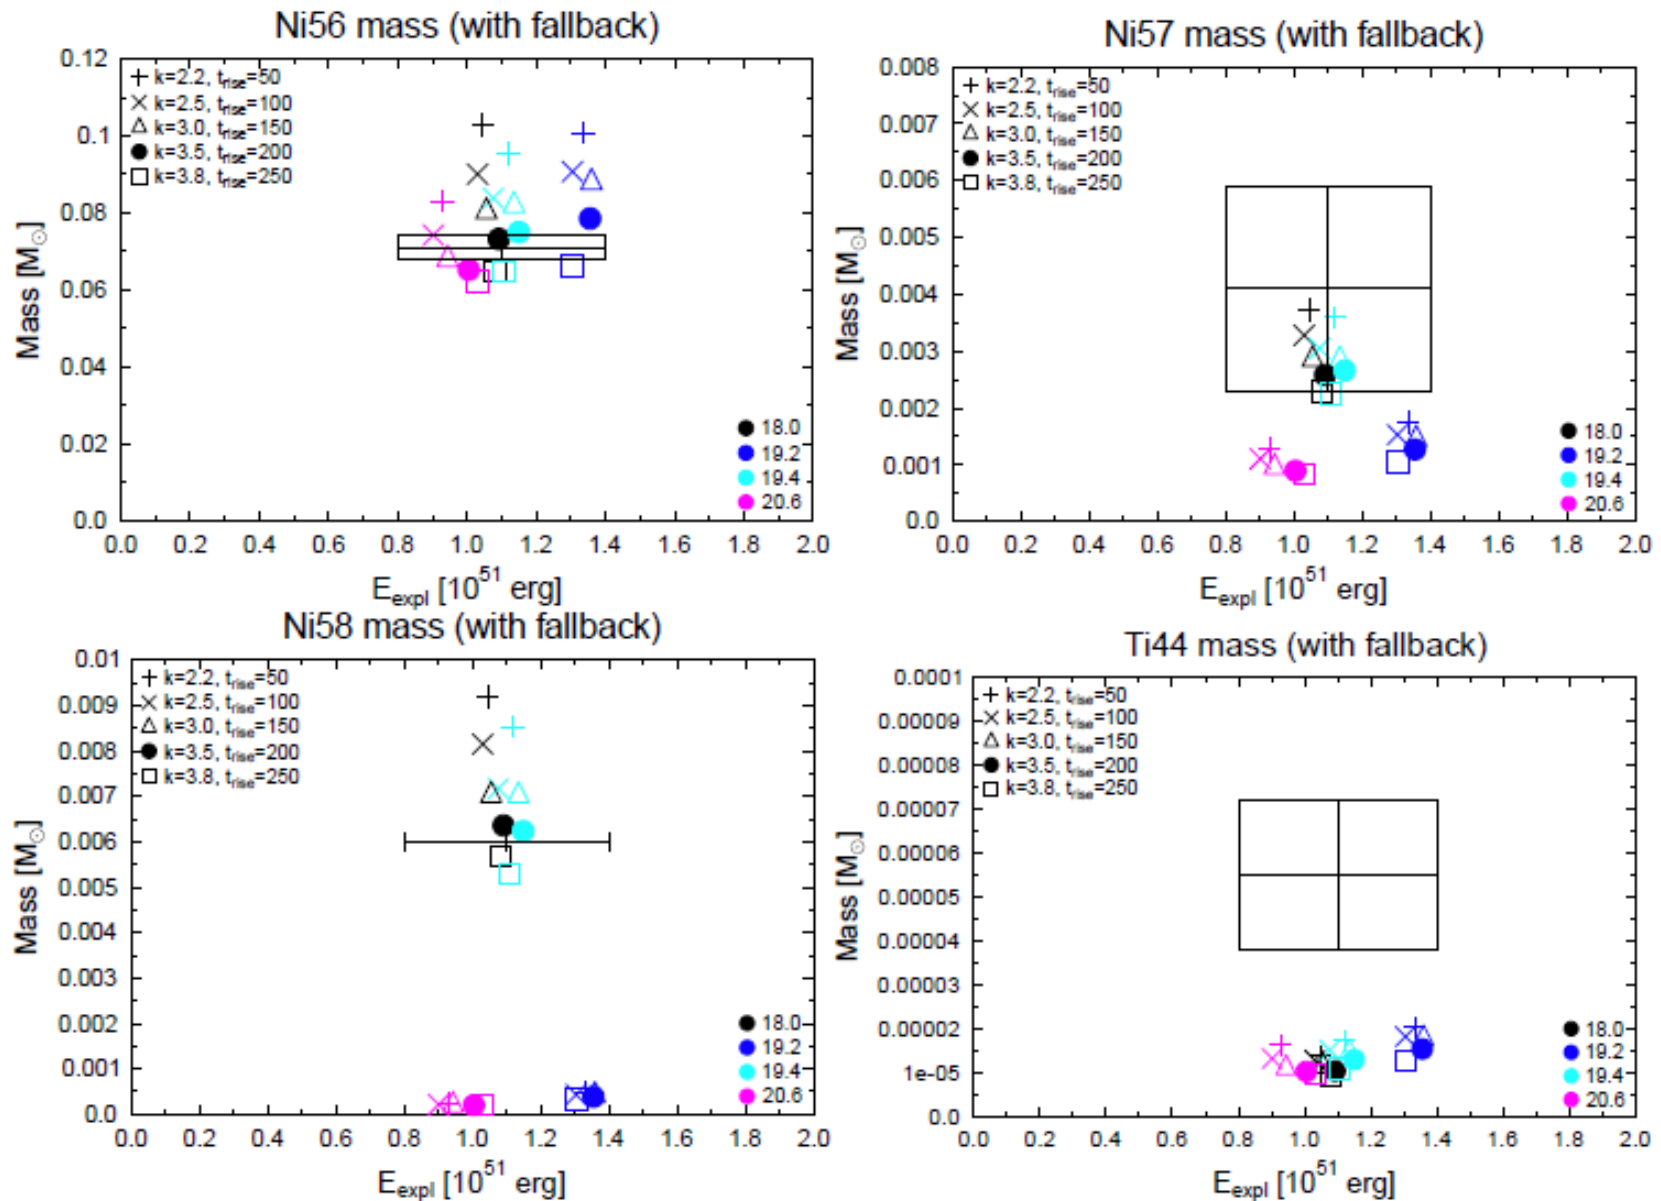 Ni56 mass (with fallback)
0.12
0.1
0.08
0.06
0.04
0.02
0.0
Mass [M☉]
k=2.2, t_rise=50
k=2.5, t_rise=100
k=3.0, t_rise=150
k=3.5, t_rise=200
k=3.8, t_rise=250
18.0
19.2
19.4
20.6
0.0 0.2 0.4 0.6 0.8 1.0 1.2 1.4 1.6 1.8 2.0
E_expl [10^51 erg]
Ni57 mass (with fallback)
0.008
0.007
0.006
0.005
0.004
0.003
0.002
0.001
0.0
Mass [M☉]
k=2.2, t_rise=50
k=2.5, t_rise=100
k=3.0, t_rise=150
k=3.5, t_rise=200
k=3.8, t_rise=250
18.0
19.2
19.4
20.6
0.0 0.2 0.4 0.6 0.8 1.0 1.2 1.4 1.6 1.8 2.0
E_expl [10^51 erg]
Ni58 mass (with fallback)
0.01
0.009
0.008
0.007
0.006
0.005
0.004
0.003
0.002
0.001
0.0
Mass [M☉]
k=2.2, t_rise=50
k=2.5, t_rise=100
k=3.0, t_rise=150
k=3.5, t_rise=200
k=3.8, t_rise=250
18.0
19.2
19.4
20.6
0.0 0.2 0.4 0.6 0.8 1.0 1.2 1.4 1.6 1.8 2.0
E_expl [10^51 erg]
Ti44 mass (with fallback)
0.0001
0.00009
0.00008
0.00007
0.00006
0.00005
0.00004
0.00003
0.00002
1e-05
0.0
Mass [M☉]
k=2.2, t_rise=50
k=2.5, t_rise=100
k=3.0, t_rise=150
k=3.5, t_rise=200
k=3.8, t_rise=250
18.0
19.2
19.4
20.6
0.0 0.2 0.4 0.6 0.8 1.0 1.2 1.4 1.6 1.8 2.0
E_expl [10^51 erg]